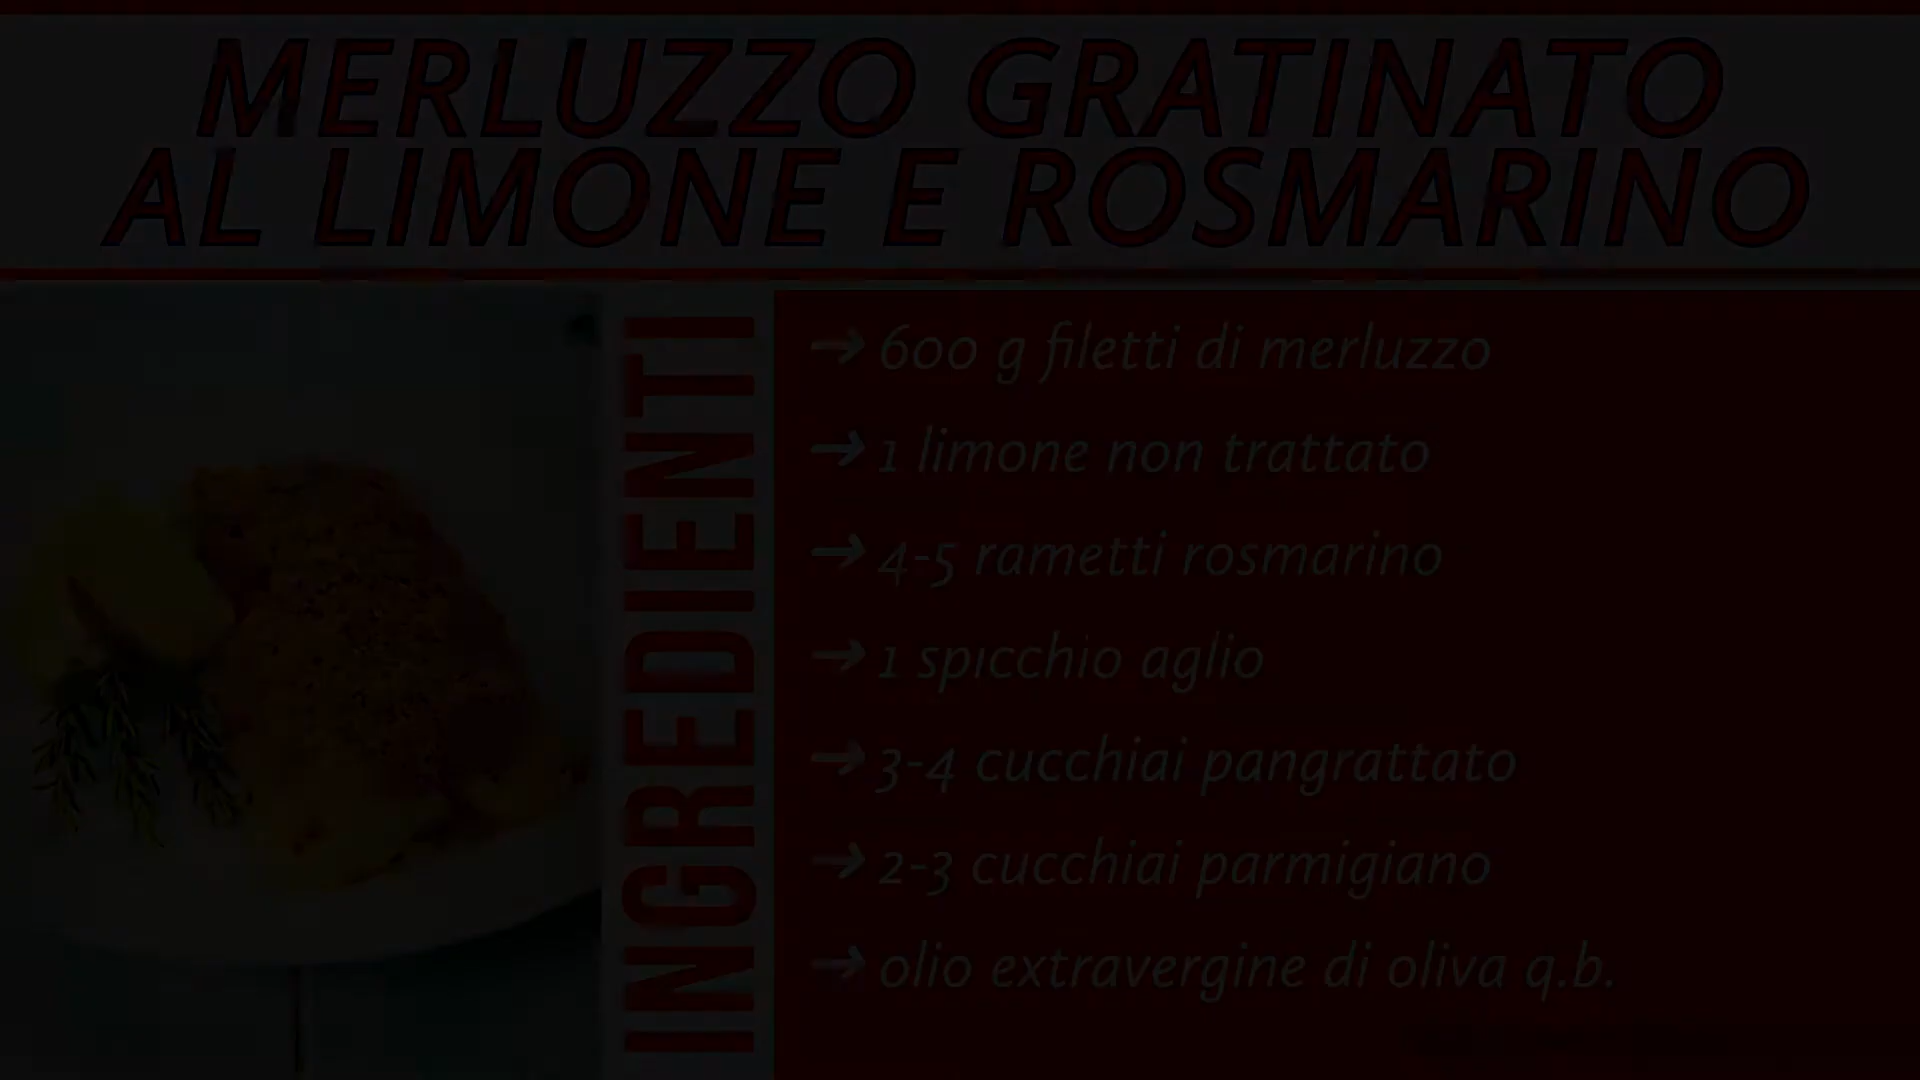 MERLUZZO GRATINATO
AL LIMONE E ROSMARINO
INGREDIENTI
→ 600 g filetti di merluzzo
→ 1 limone non trattato
→ 4-5 rametti rosmarino
→ 1 spicchio aglio
→ 3-4 cucchiai pangrattato
→ 2-3 cucchiai parmigiano
→ olio extravergine di oliva q.b.